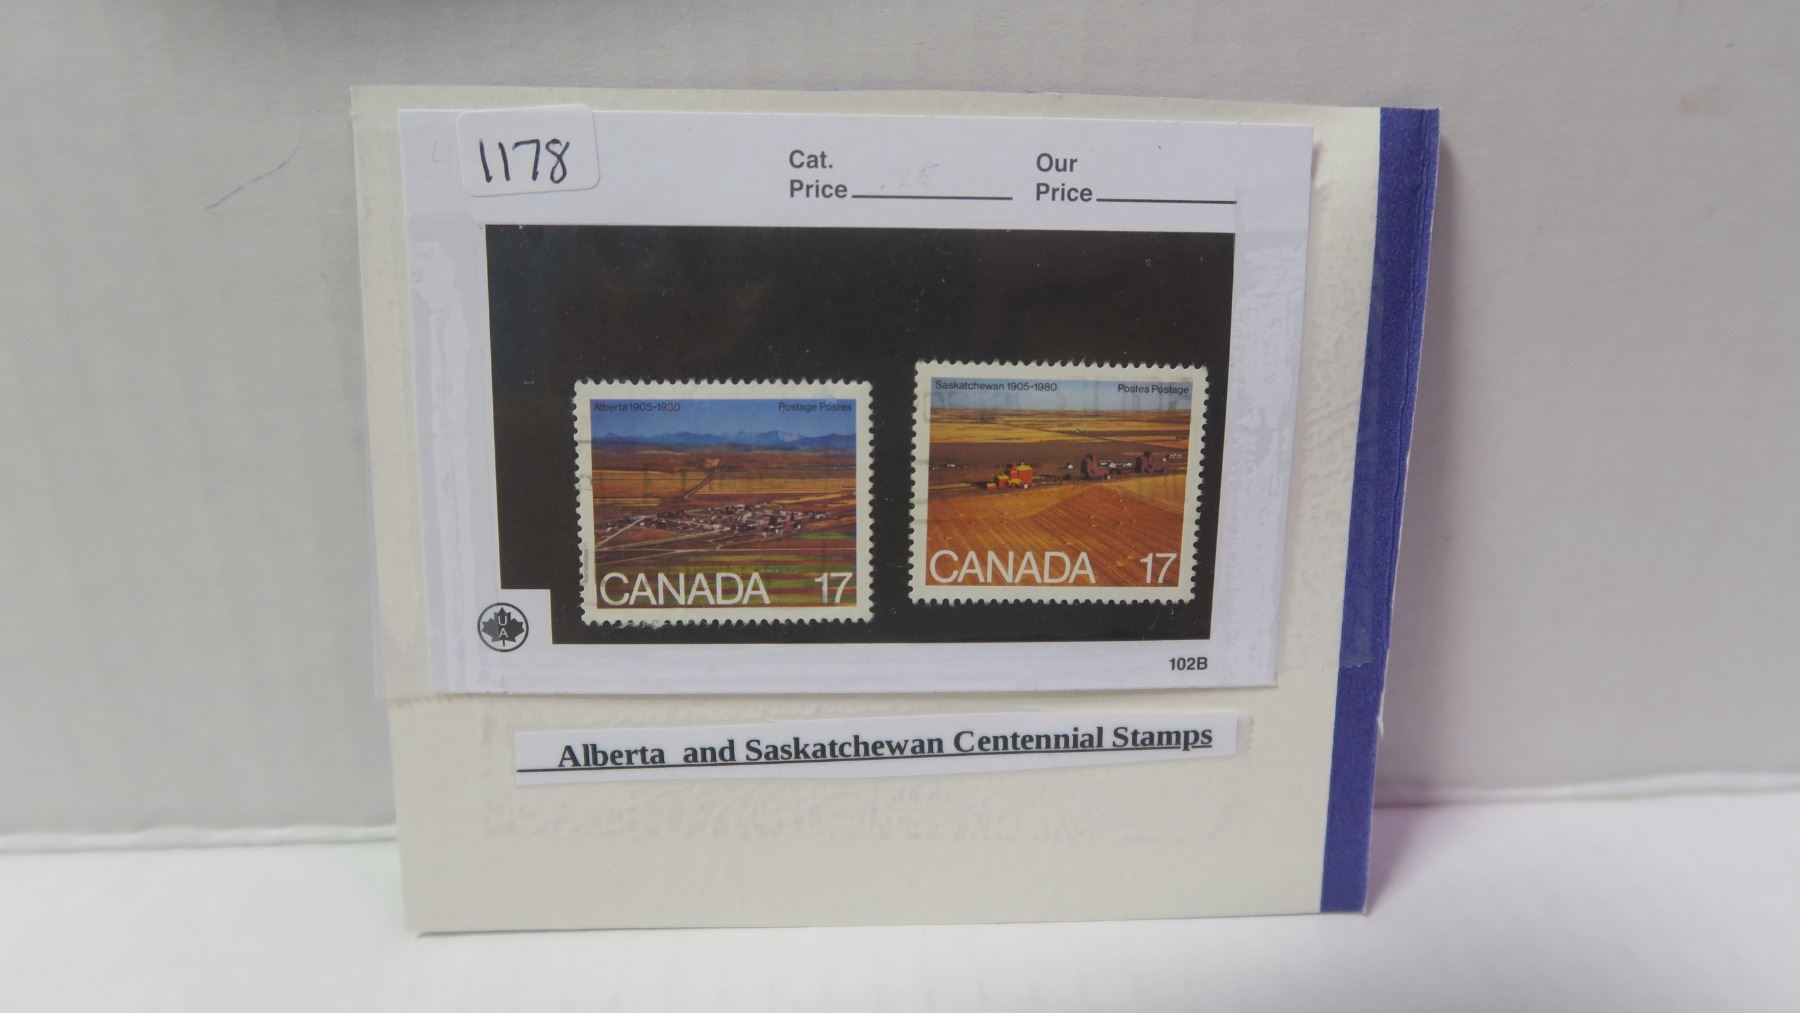 1178
Cat. Our
Price .25 Price
Alberta 1905-1980 Postage Postes
CANADA 17
Saskatchewan 1905-1980 Postes Postage
CANADA 17
UA
102B
Alberta and Saskatchewan Centennial Stamps